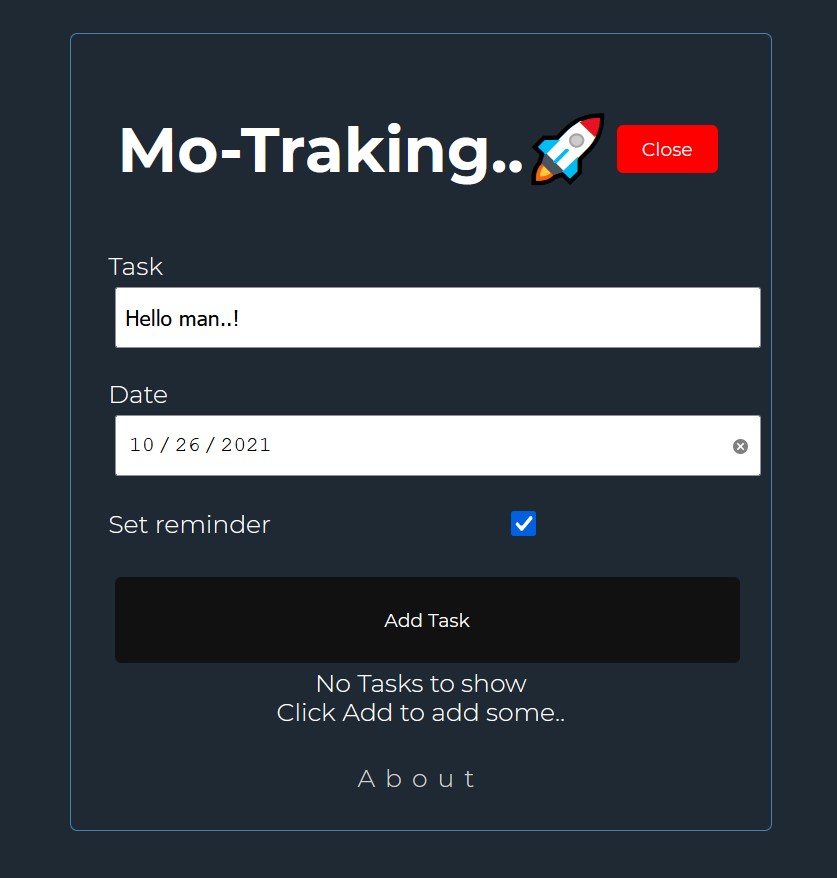 Mo-Traking..🚀 Close
Task
Hello man..!
Date
10 / 26 / 2021
Set reminder
Add Task
No Tasks to show
Click Add to add some..
About